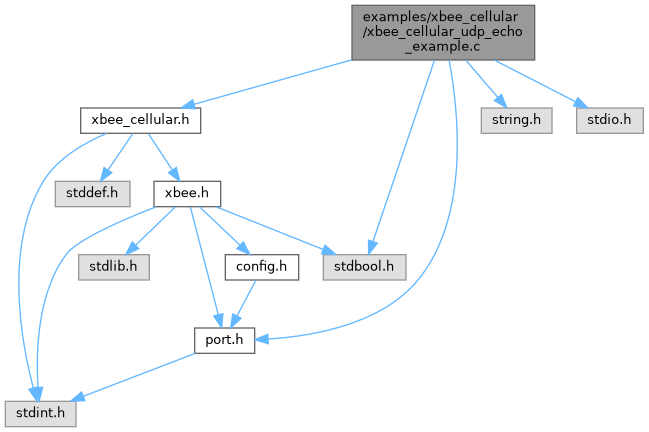 examples/xbee_cellular
/xbee_cellular_udp_echo
_example.c
xbee_cellular.h
string.h
stdio.h
stddef.h
xbee.h
stdlib.h
config.h
stdbool.h
port.h
stdint.h